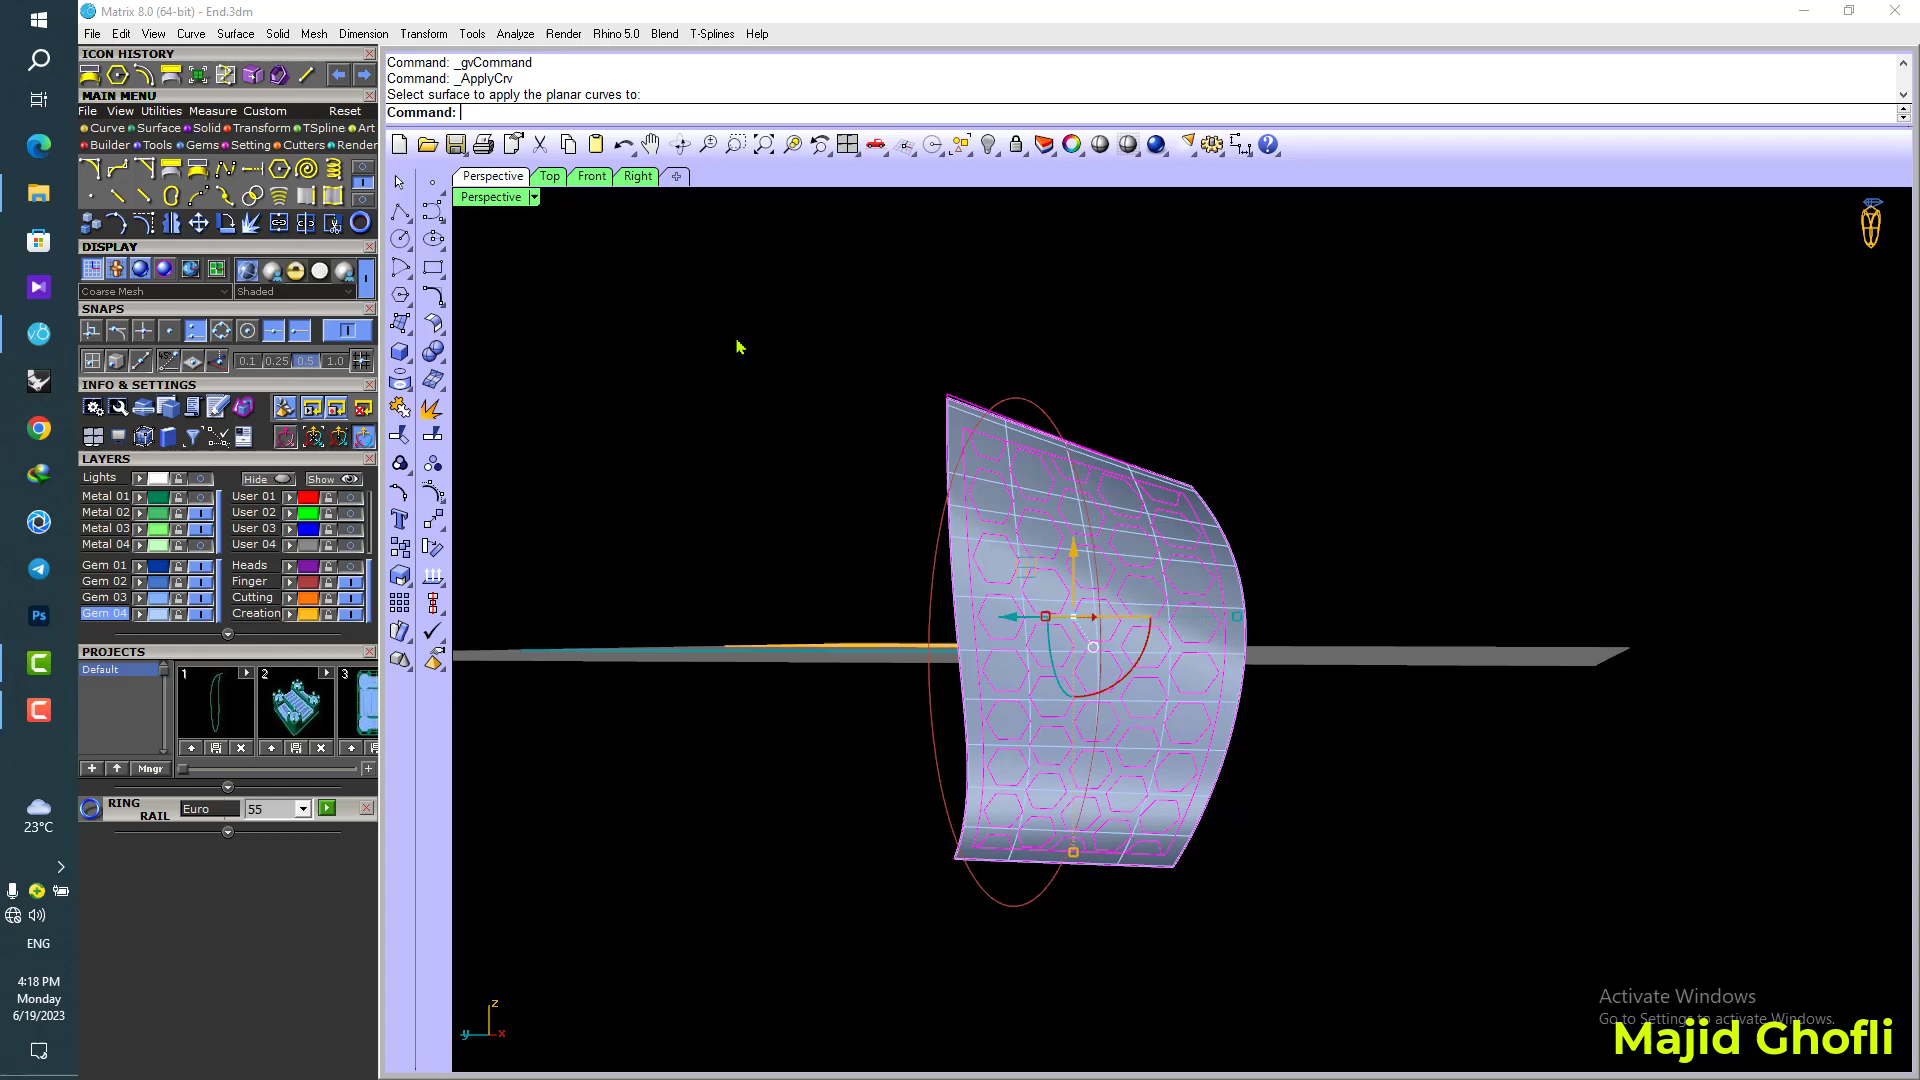 Matrix 8.0 (64-bit) - End.3dm
File Edit View Curve Surface Solid Mesh Dimension Transform Tools Analyze Render Rhino 5.0 Blend T-Splines Help
ICON HISTORY
MAIN MENU
File View Utilities Measure Custom Reset
Curve Surface Solid Transform TSpline Art
Builder Tools Gems Setting Cutters Render
DISPLAY
Coarse Mesh Shaded
SNAPS
0.1 0.25 0.5 1.0
INFO & SETTINGS
LAYERS
Lights Hide Show
Metal 01 User 01
Metal 02 User 02
Metal 03 User 03
Metal 04 User 04
Gem 01 Heads
Gem 02 Finger
Gem 03 Cutting
Gem 04 Creation
PROJECTS
Default
1 2 3
Mngr
RING RAIL Euro 55
Command: _gvCommand
Command: _ApplyCrv
Select surface to apply the planar curves to:
Command:
Perspective Top Front Right
Perspective
z
y x
23°C
ENG
4:18 PM
Monday
6/19/2023
Activate Windows
Go to Settings to activate Windows.
Majid Ghofli